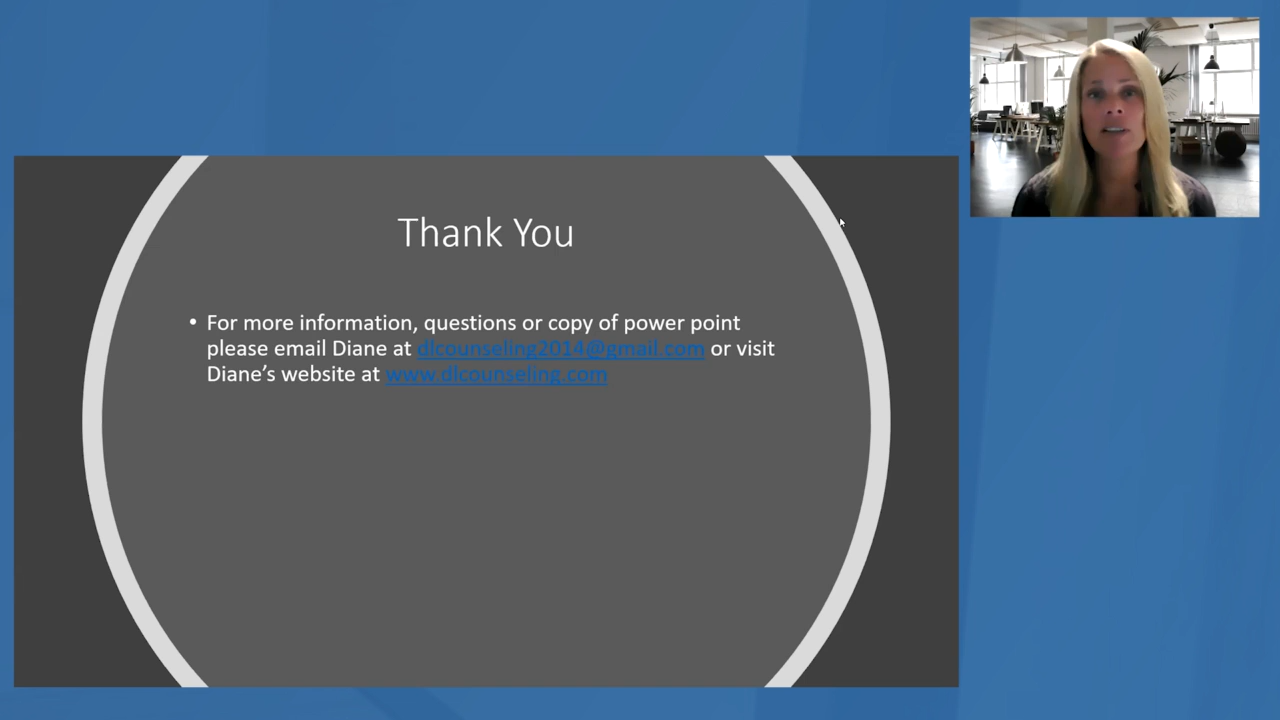 Thank You
• For more information, questions or copy of power point
please email Diane at dlcounseling2014@gmail.com or visit
Diane’s website at www.dlcounseling.com